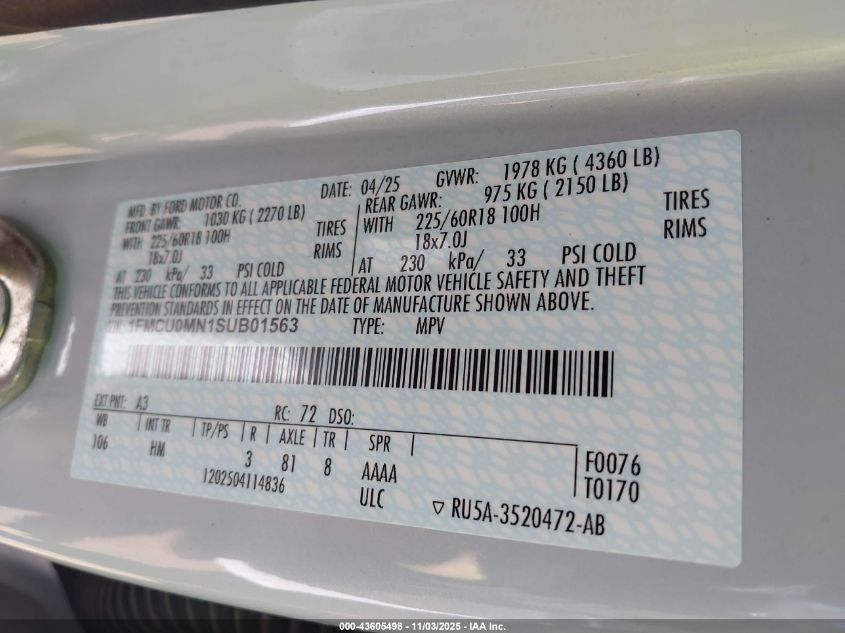 MFD. BY FORD MOTOR CO.
DATE: 04/25 GVWR: 1978 KG ( 4360 LB)
FRONT GAWR: 1030 KG ( 2270 LB) REAR GAWR: 975 KG ( 2150 LB)
WITH 225/60R18 100H TIRES WITH 225/60R18 100H TIRES
18x7.0J RIMS 18x7.0J RIMS
AT 230 kPa/ 33 PSI COLD AT 230 kPa/ 33 PSI COLD
THIS VEHICLE CONFORMS TO ALL APPLICABLE FEDERAL MOTOR VEHICLE SAFETY AND THEFT
PREVENTION STANDARDS IN EFFECT ON THE DATE OF MANUFACTURE SHOWN ABOVE.
1FMCU0MN1SUB01563 TYPE: MPV
EXT PNT: A3 RC: 72 DSO:
WB INT TR TP/PS R AXLE TR SPR
106 HM 3 81 8 AAAA F0076
1202504114836 ULC T0170
▽ RU5A-3520472-AB
000-43605498 - 11/03/2025 - IAA Inc.